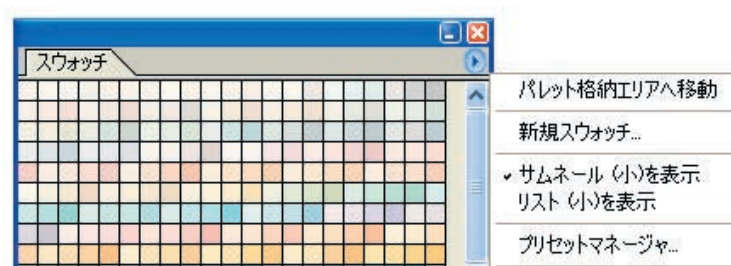 スウォッチ
パレット格納エリアへ移動
新規スウォッチ...
サムネール (小)を表示
リスト (小)を表示
プリセットマネージャ...